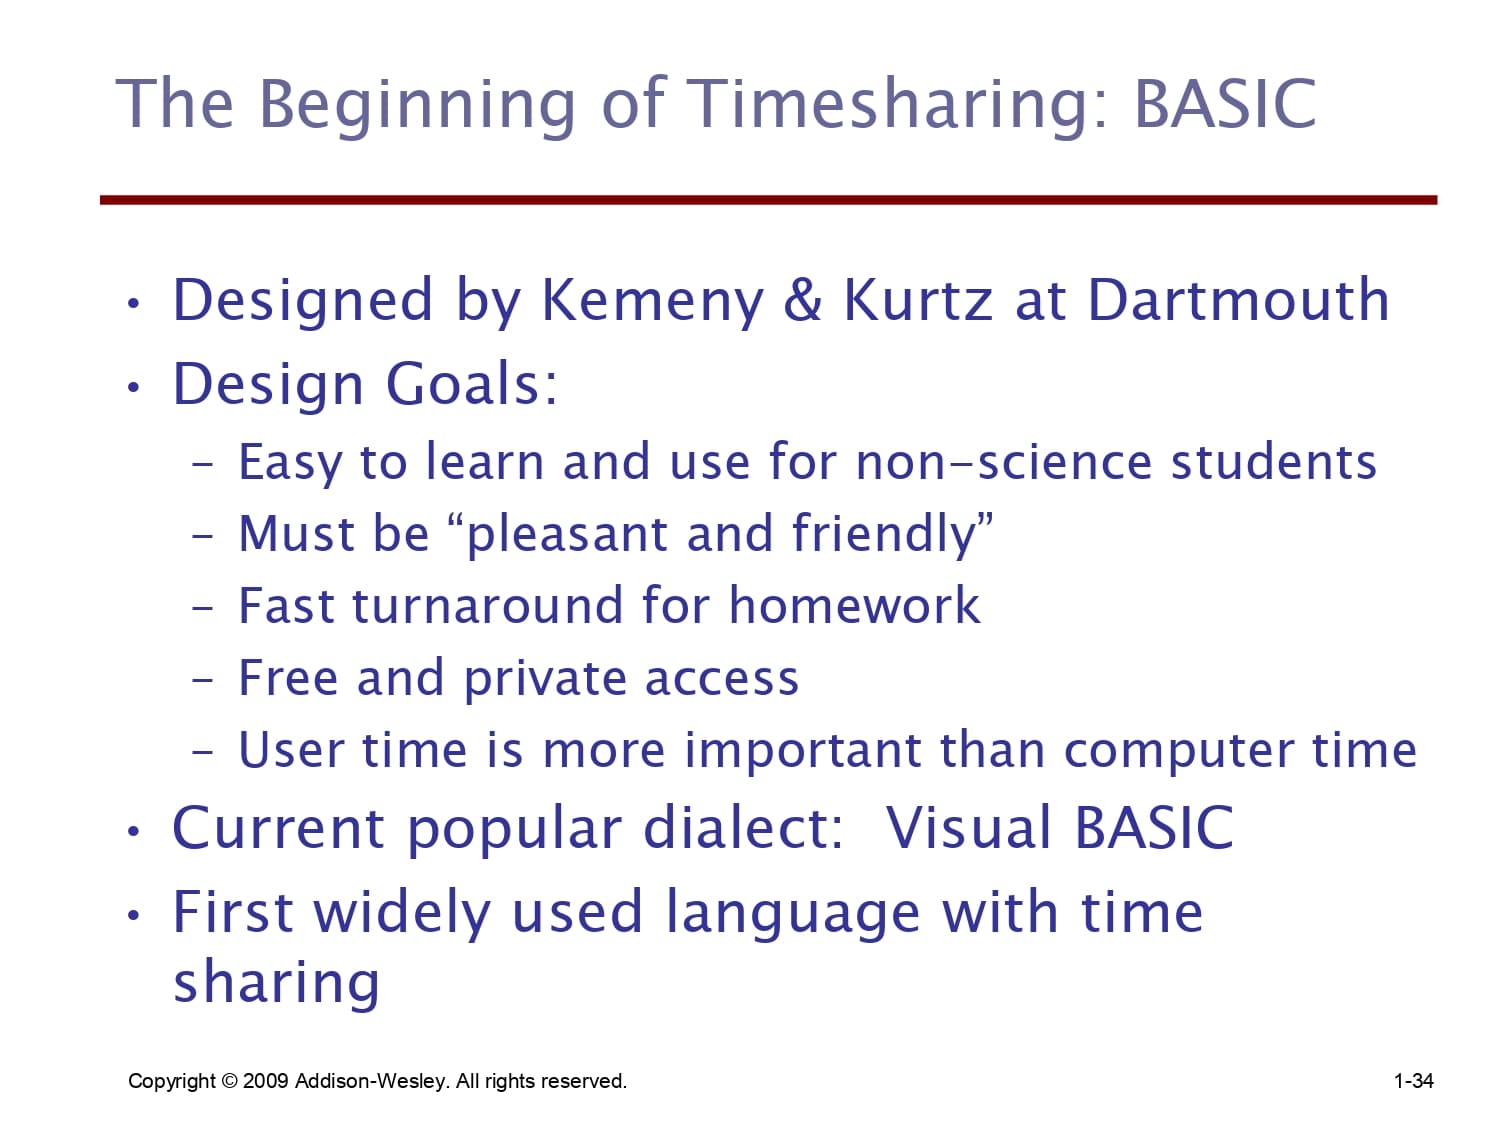 The Beginning of Timesharing: BASIC
• Designed by Kemeny & Kurtz at Dartmouth
• Design Goals:
– Easy to learn and use for non-science students
– Must be “pleasant and friendly”
– Fast turnaround for homework
– Free and private access
– User time is more important than computer time
• Current popular dialect:  Visual BASIC
• First widely used language with time
sharing
Copyright © 2009 Addison-Wesley. All rights reserved.
1-34